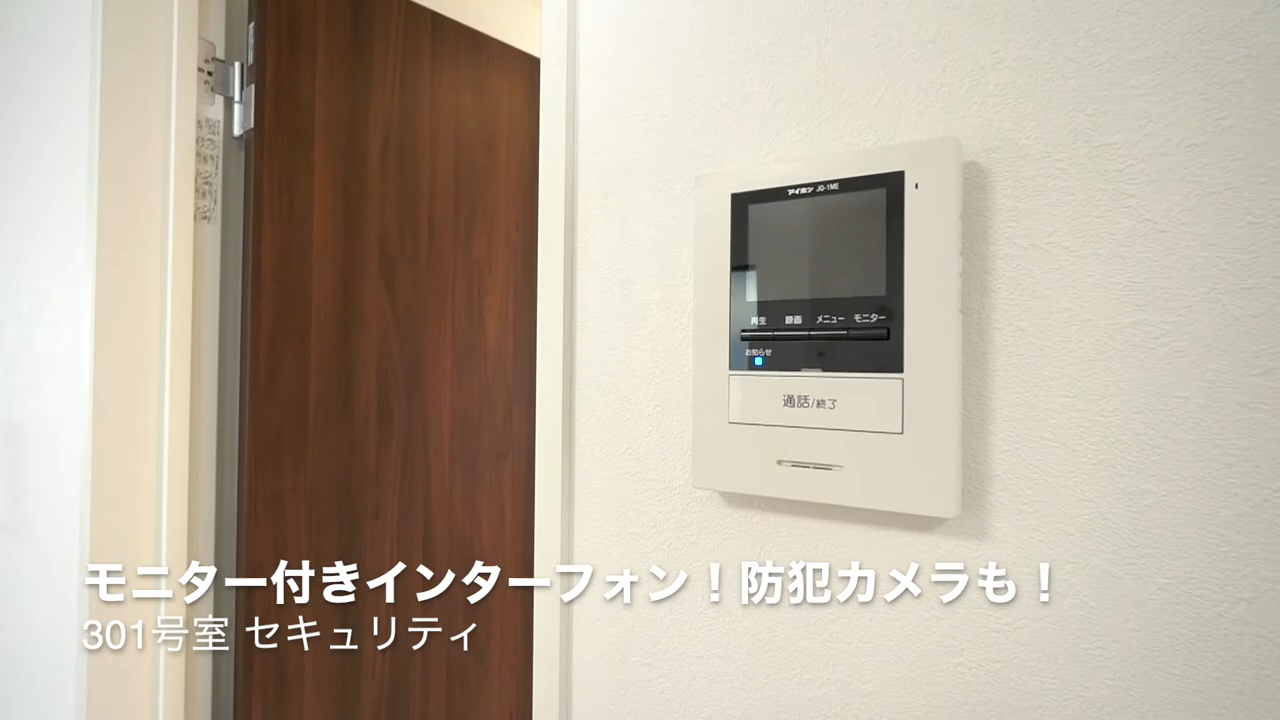 アイホン JQ-1ME
再生 録画 メニュー モニター
お知らせ
通話/終了
モニター付きインターフォン！防犯カメラも！
301号室 セキュリティ